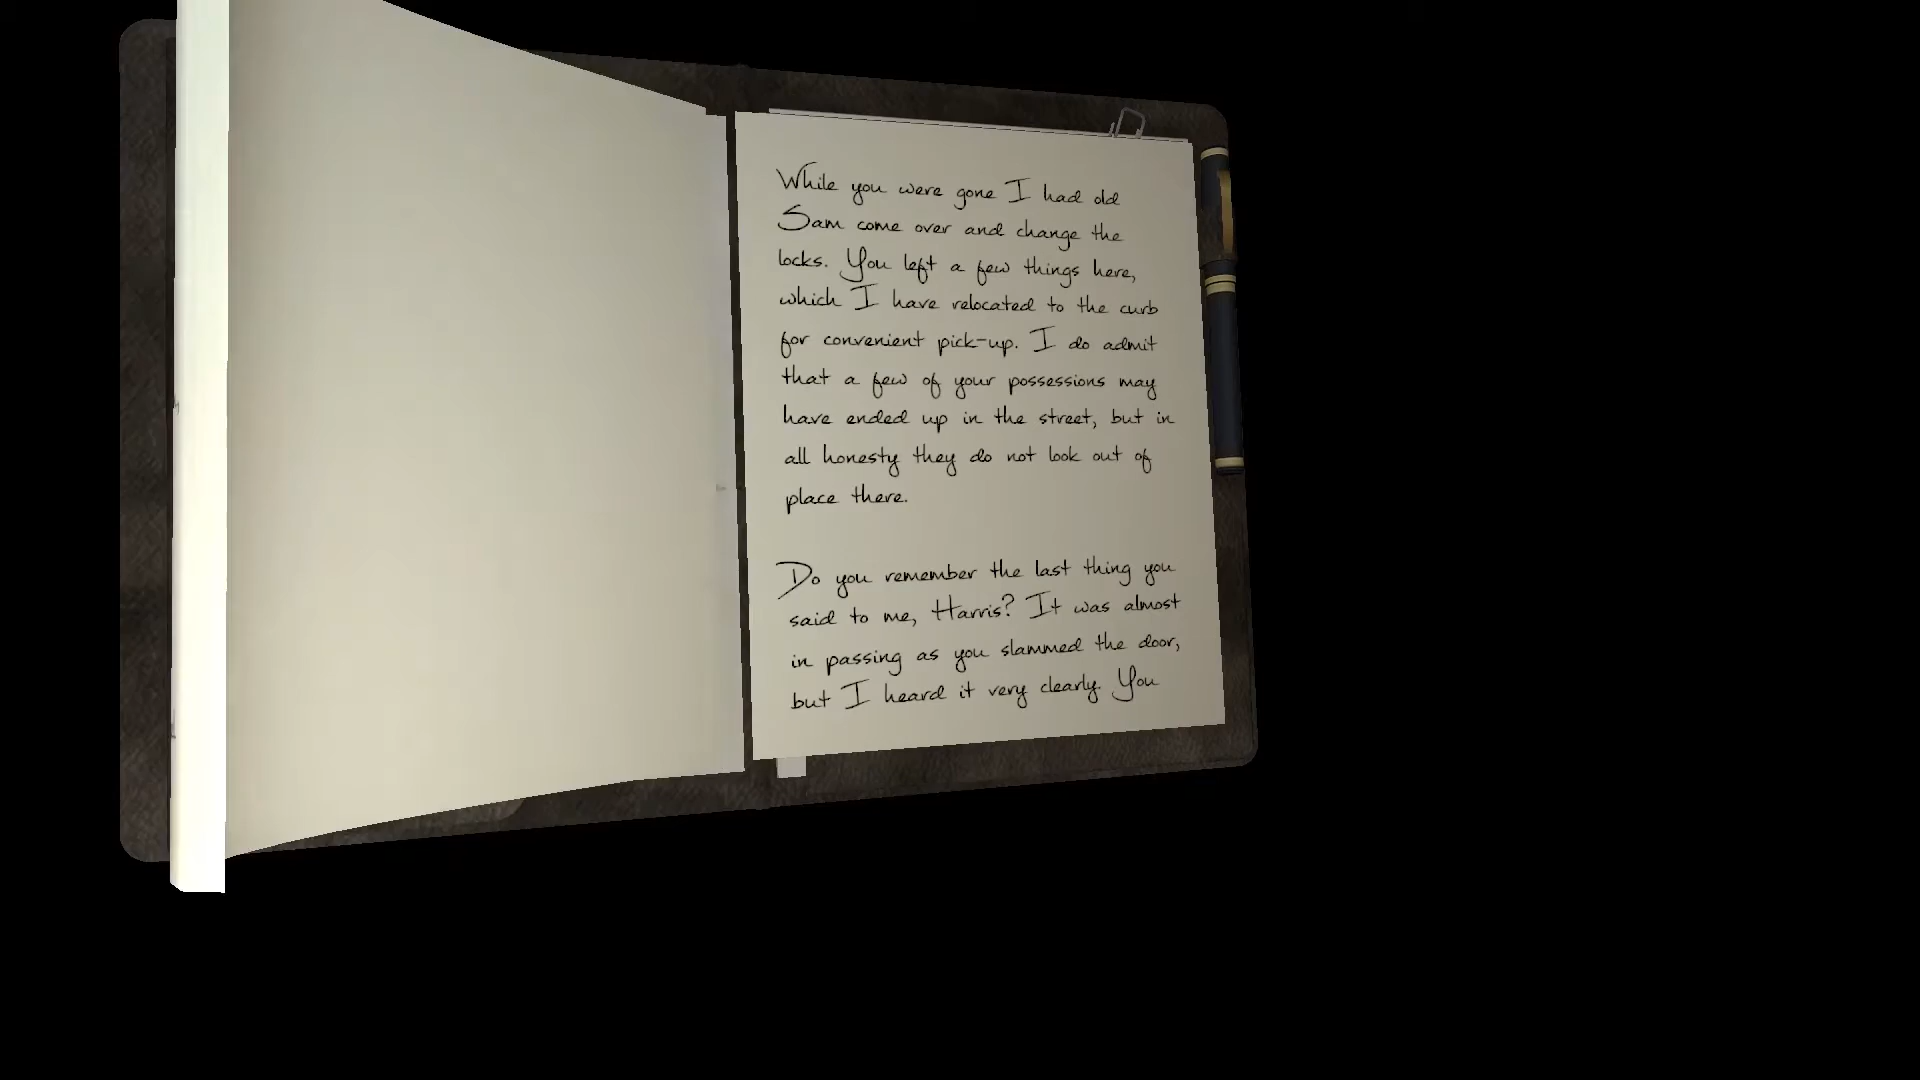 While you were gone I had old
Sam come over and change the
locks. You left a few things here,
which I have relocated to the curb
for convenient pick-up. I do admit
that a few of your possessions may
have ended up in the street, but in
all honesty they do not look out of
place there.
Do you remember the last thing you
said to me, Harris? It was almost
in passing as you slammed the door,
but I heard it very clearly. You